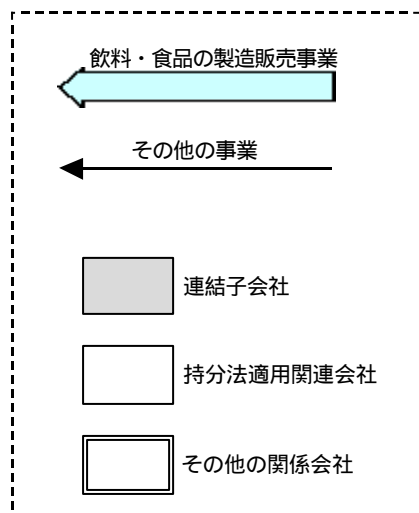 飲料・食品の製造販売事業
その他の事業
連結子会社
持分法適用関連会社
その他の関係会社